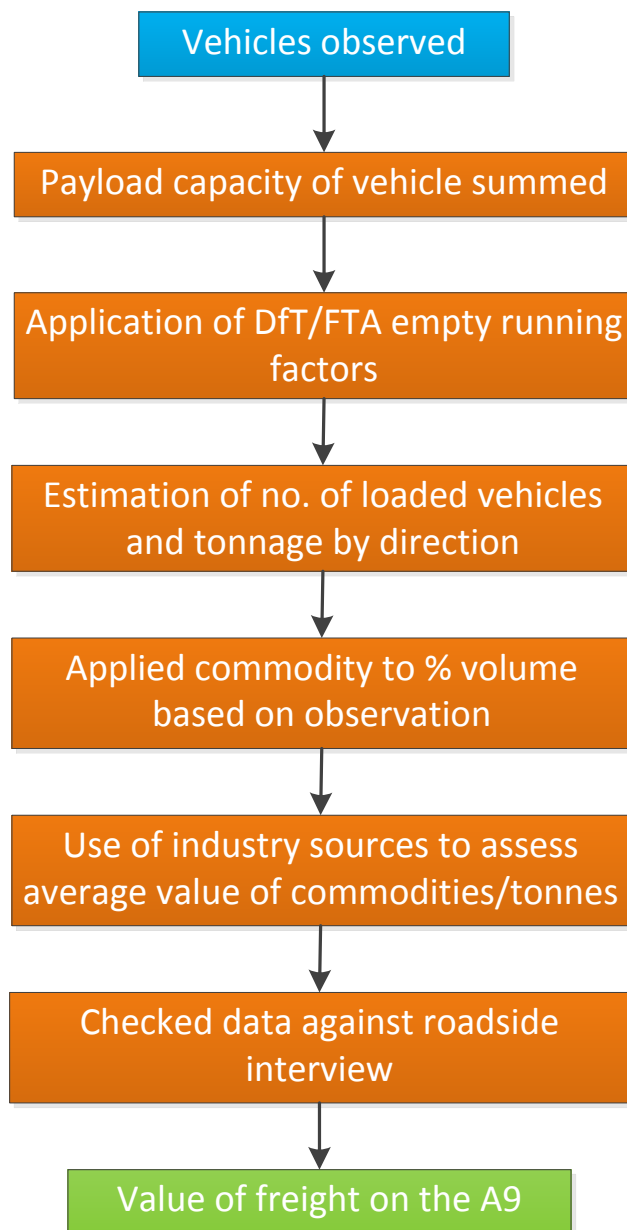 Vehicles observed
Payload capacity of vehicle summed
Application of DfT/FTA empty running
factors
Estimation of no. of loaded vehicles
and tonnage by direction
Applied commodity to % volume
based on observation
Use of industry sources to assess
average value of commodities/tonnes
Checked data against roadside
interview
Value of freight on the A9